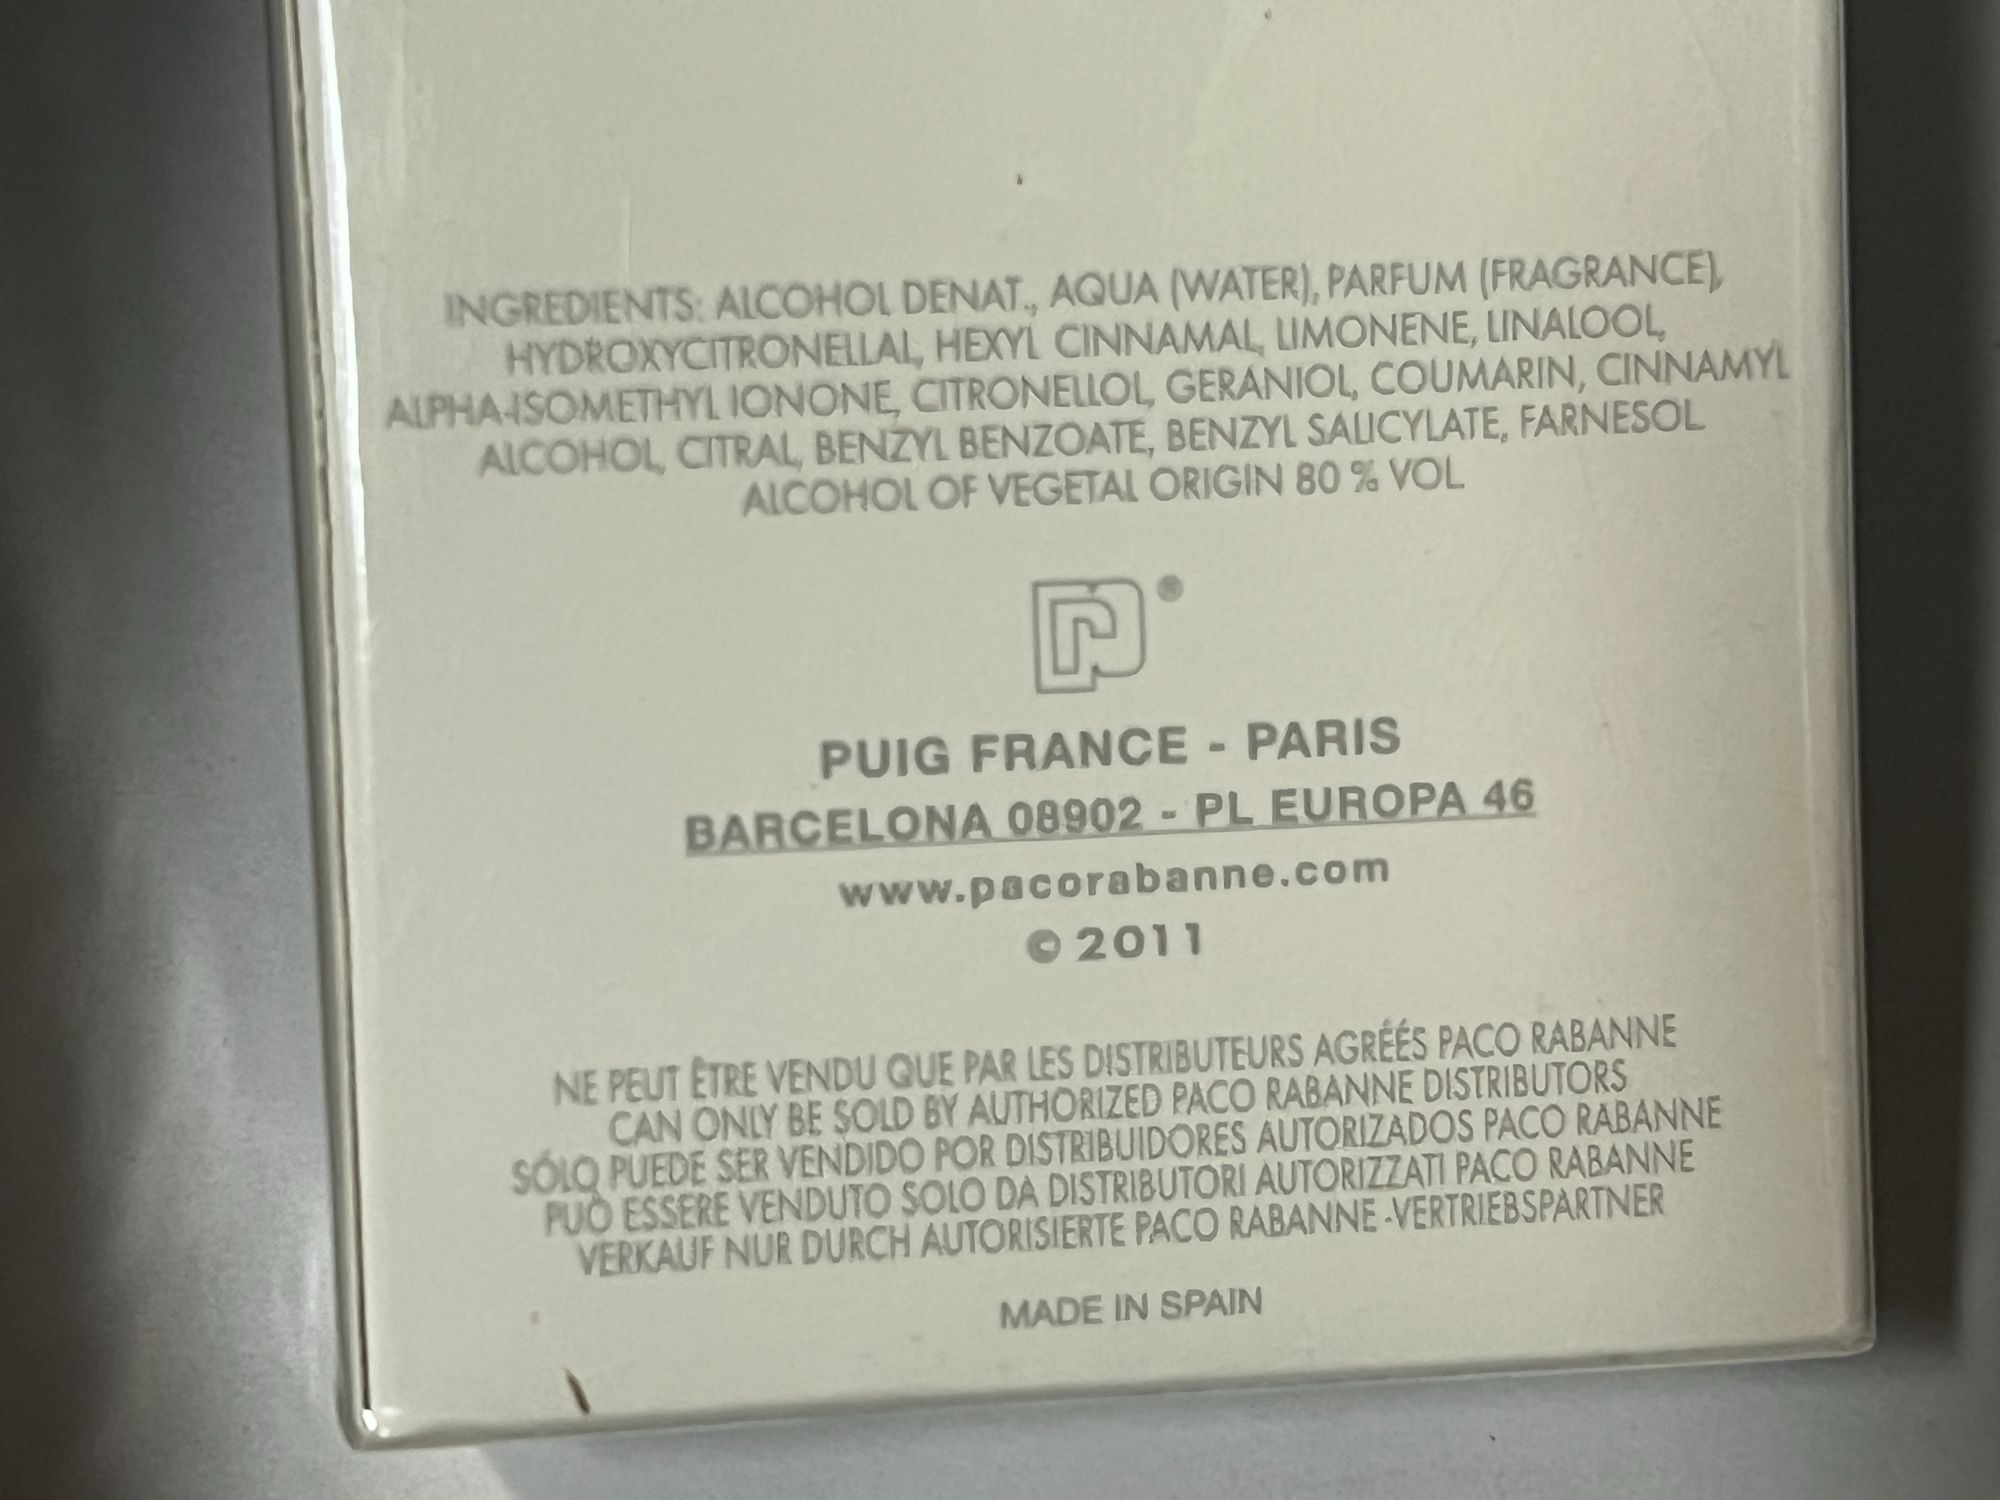 INGREDIENTS: ALCOHOL DENAT., AQUA (WATER), PARFUM (FRAGRANCE),
HYDROXYCITRONELLAL, HEXYL CINNAMAL, LIMONENE, LINALOOL,
ALPHA-ISOMETHYL IONONE, CITRONELLOL, GERANIOL, COUMARIN, CINNAMYL
ALCOHOL, CITRAL, BENZYL BENZOATE, BENZYL SALICYLATE, FARNESOL
ALCOHOL OF VEGETAL ORIGIN 80 % VOL
®
PUIG FRANCE - PARIS
BARCELONA 08902 - PL EUROPA 46
www.pacorabanne.com
© 2011
NE PEUT ÊTRE VENDU QUE PAR LES DISTRIBUTEURS AGRÉÉS PACO RABANNE
CAN ONLY BE SOLD BY AUTHORIZED PACO RABANNE DISTRIBUTORS
SÓLO PUEDE SER VENDIDO POR DISTRIBUIDORES AUTORIZADOS PACO RABANNE
PUÒ ESSERE VENDUTO SOLO DA DISTRIBUTORI AUTORIZZATI PACO RABANNE
VERKAUF NUR DURCH AUTORISIERTE PACO RABANNE -VERTRIEBSPARTNER
MADE IN SPAIN